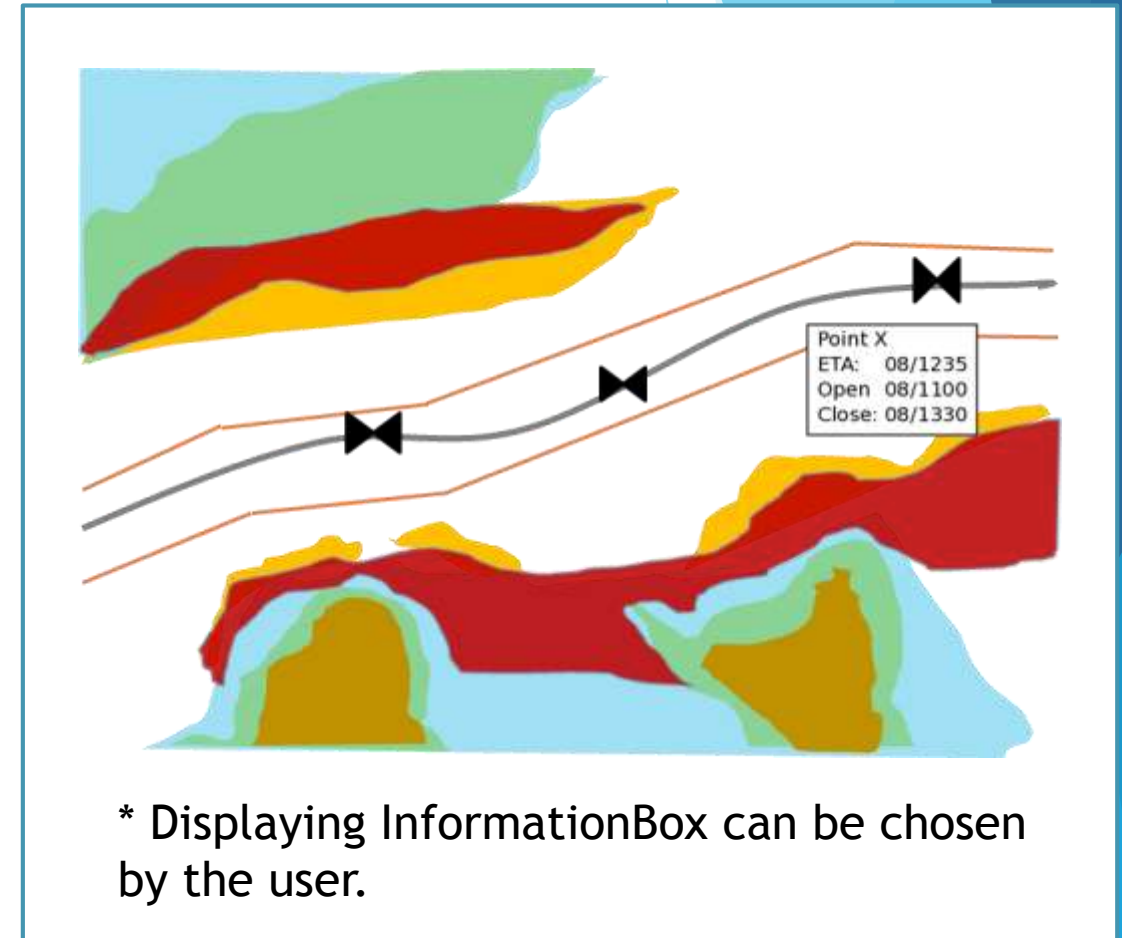 Point X
ETA: 08/1235
Open 08/1100
Close: 08/1330
* Displaying InformationBox can be chosen
by the user.